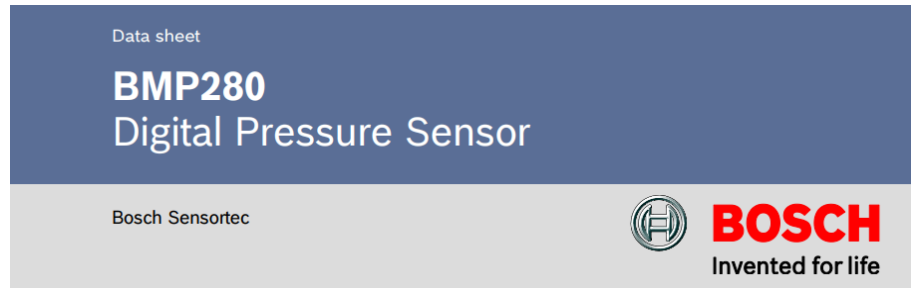 Data sheet
BMP280
Digital Pressure Sensor
Bosch Sensortec
BOSCH
Invented for life